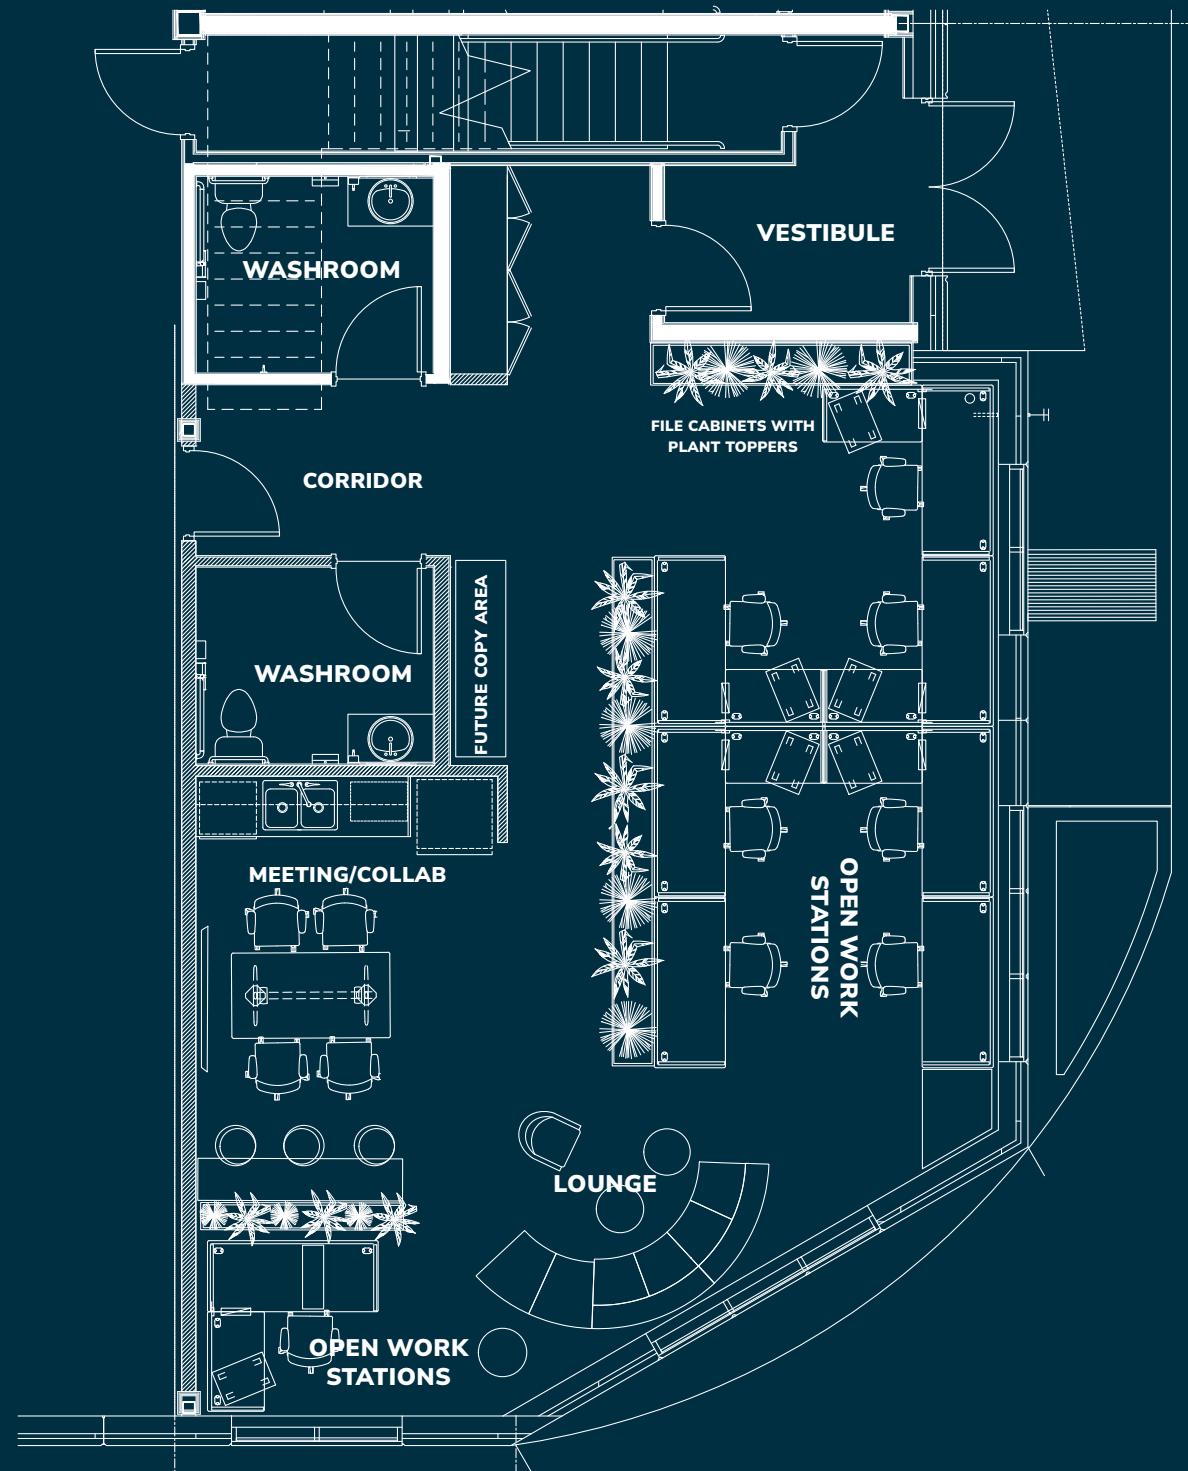 VESTIBULE
WASHROOM
FILE CABINETS WITH
PLANT TOPPERS
CORRIDOR
FUTURE COPY AREA
WASHROOM
MEETING/COLLAB
OPEN WORK
STATIONS
LOUNGE
OPEN WORK
STATIONS